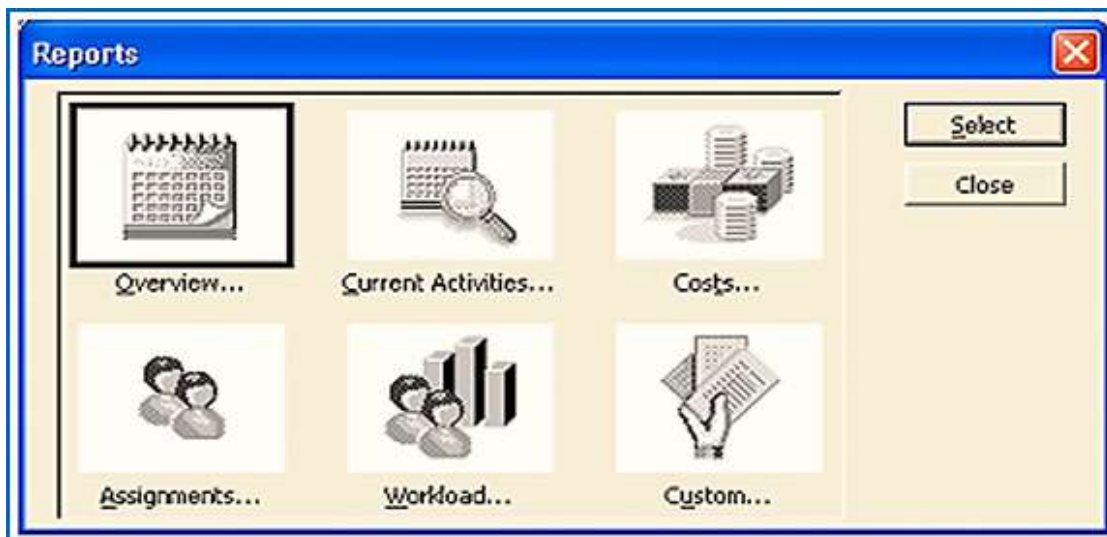 Reports
Select
Close
Overview...
Current Activities...
Costs...
Assignments...
Workload...
Custom...